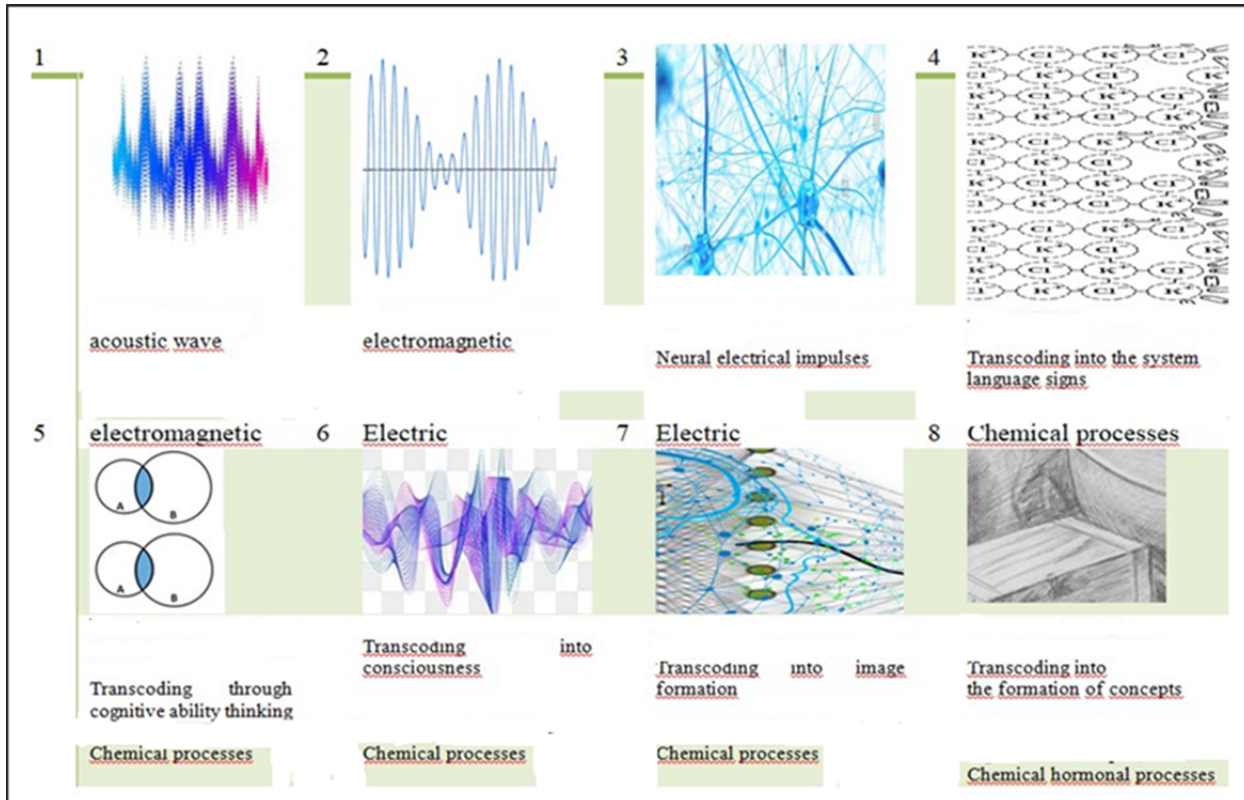 1
2
3
4
acoustic wave
electromagnetic
Neural electrical impulses
Transcoding into the system
language signs
5
electromagnetic
6
Electric
7
Electric
8
Chemical processes
A B
A B
Transcoding through
cognitive ability thinking
Transcoding into
consciousness
Transcoding into image
formation
Transcoding into
the formation of concepts
Chemical processes
Chemical processes
Chemical processes
Chemical hormonal processes